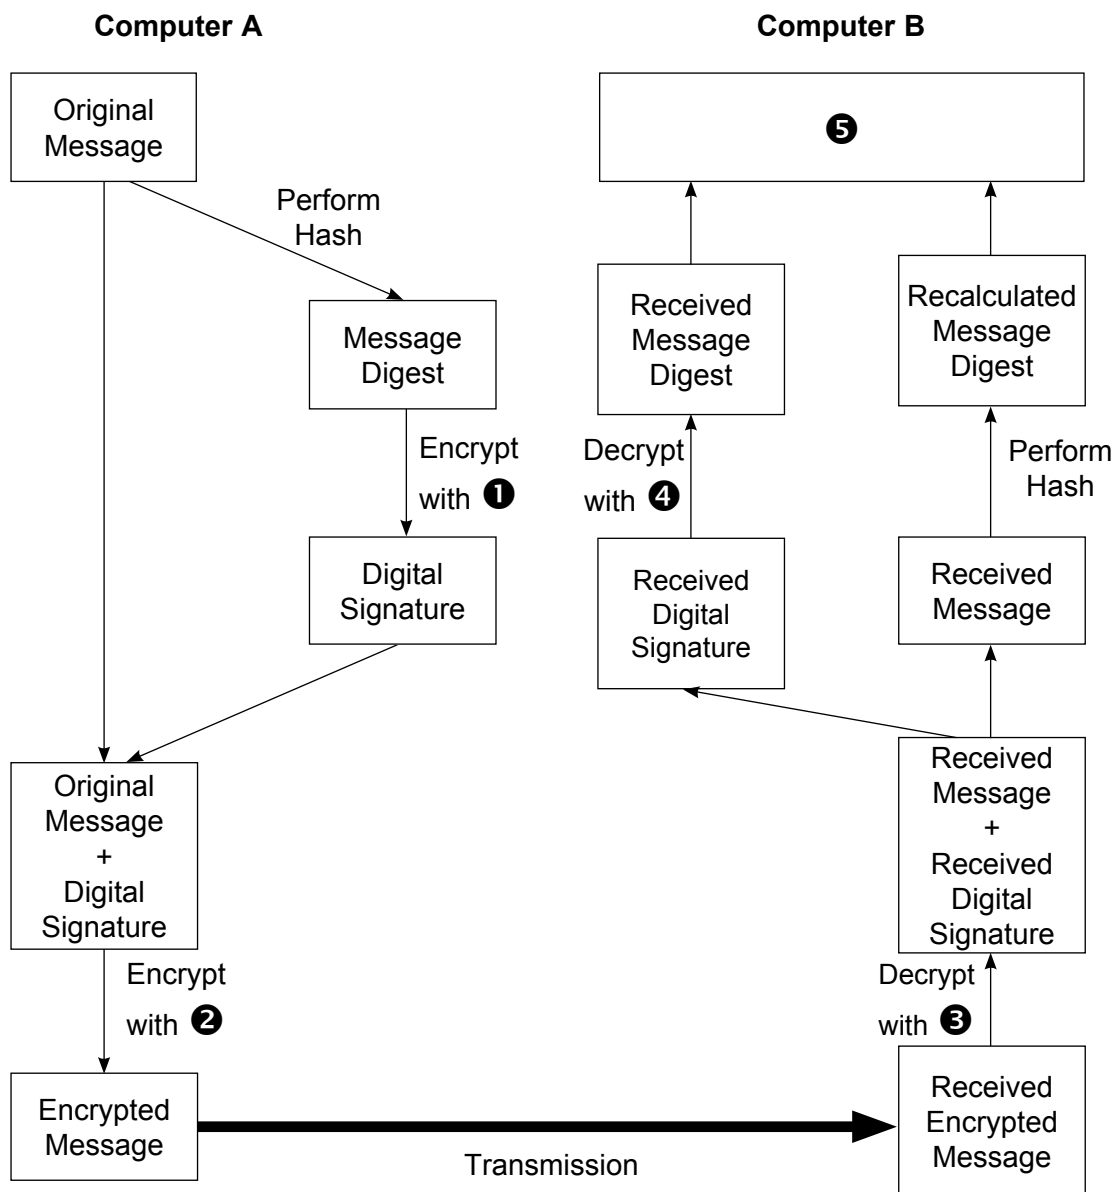 Computer A
Original
Message
Perform
Hash
Message
Digest
Encrypt
with ❶
Digital
Signature
Original
Message
+
Digital
Signature
Encrypt
with ❷
Encrypted
Message
Transmission
Computer B
❺
Received
Message
Digest
Recalculated
Message
Digest
Decrypt
with ❹
Perform
Hash
Received
Digital
Signature
Received
Message
Received
Message
+
Received
Digital
Signature
Decrypt
with ❸
Received
Encrypted
Message